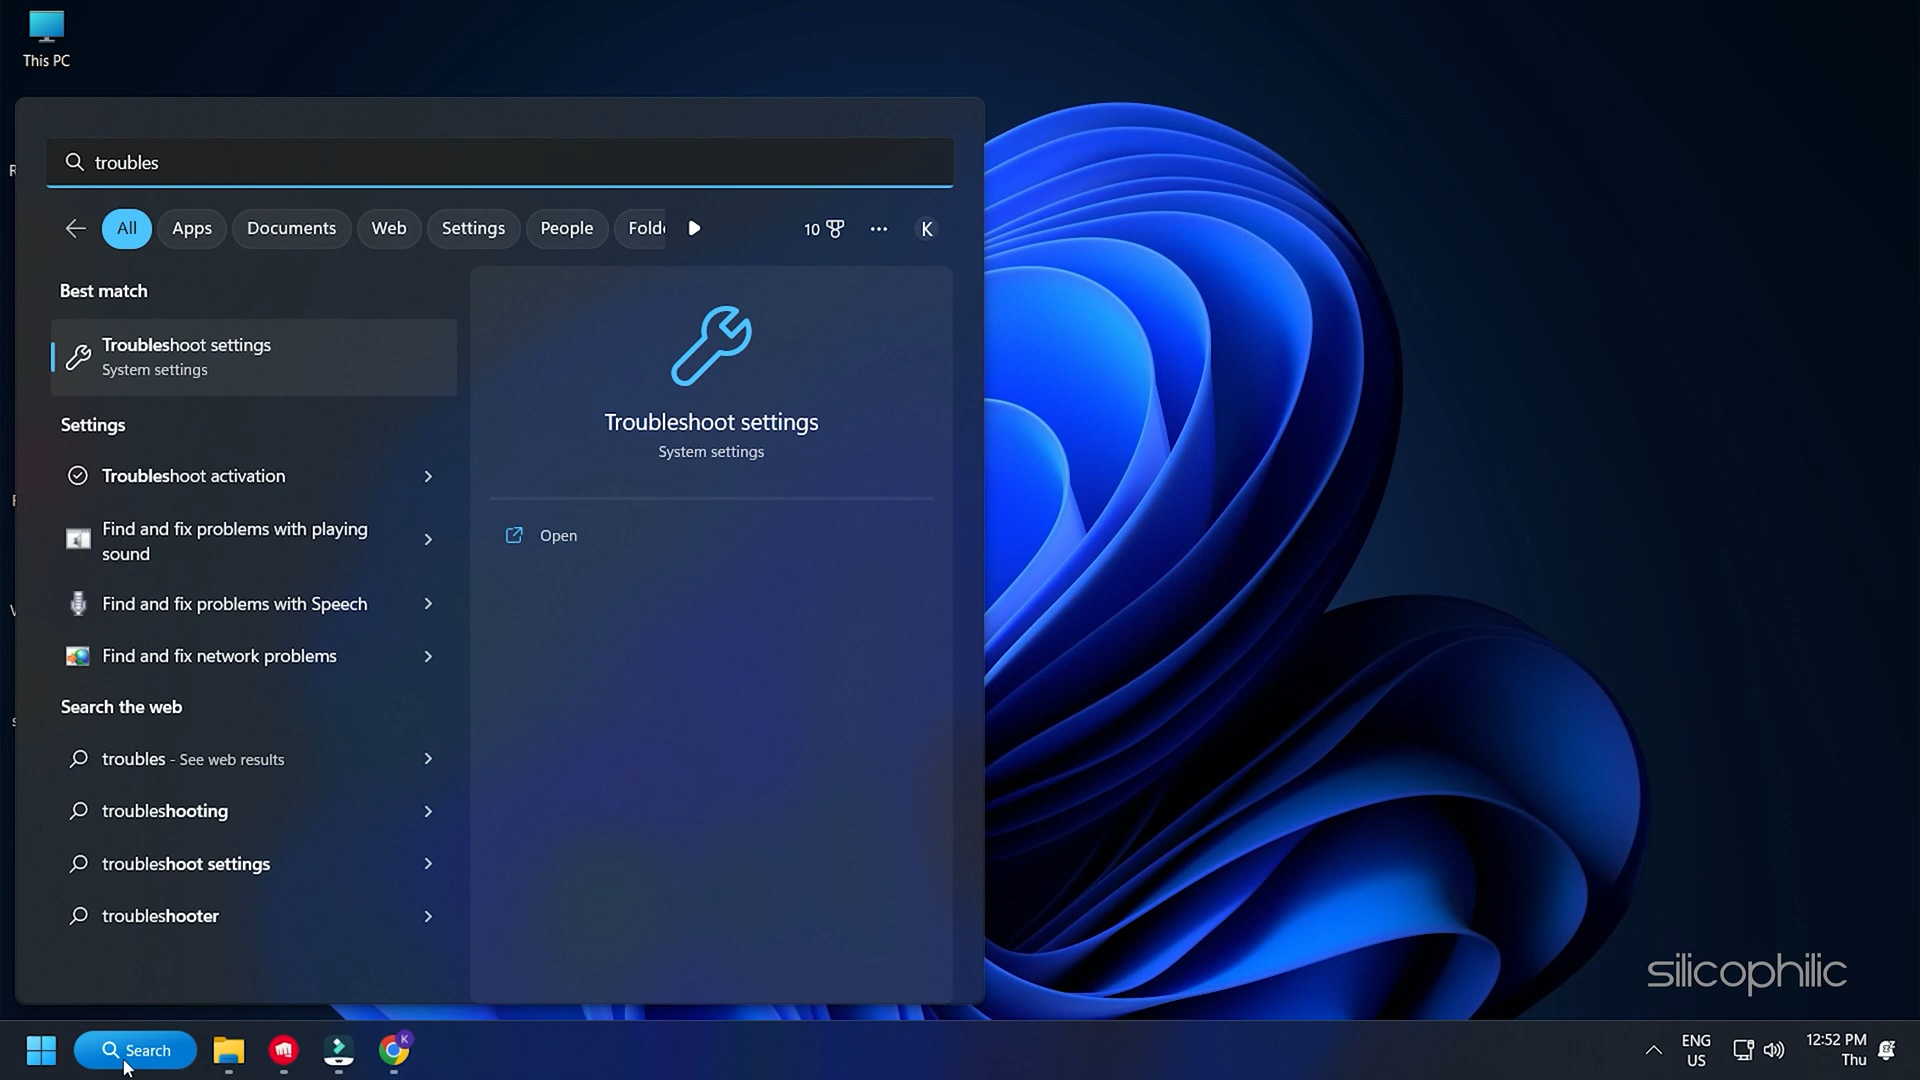 This PC
troubles
All
Apps
Documents
Web
Settings
People
Folde
10
K
Best match
Troubleshoot settings
System settings
Settings
Troubleshoot activation
Find and fix problems with playing
sound
Find and fix problems with Speech
Find and fix network problems
Search the web
troubles - See web results
troubleshooting
troubleshoot settings
troubleshooter
Troubleshoot settings
System settings
Open
silicophilic
Search
K
ENG
US
12:52 PM
Thu